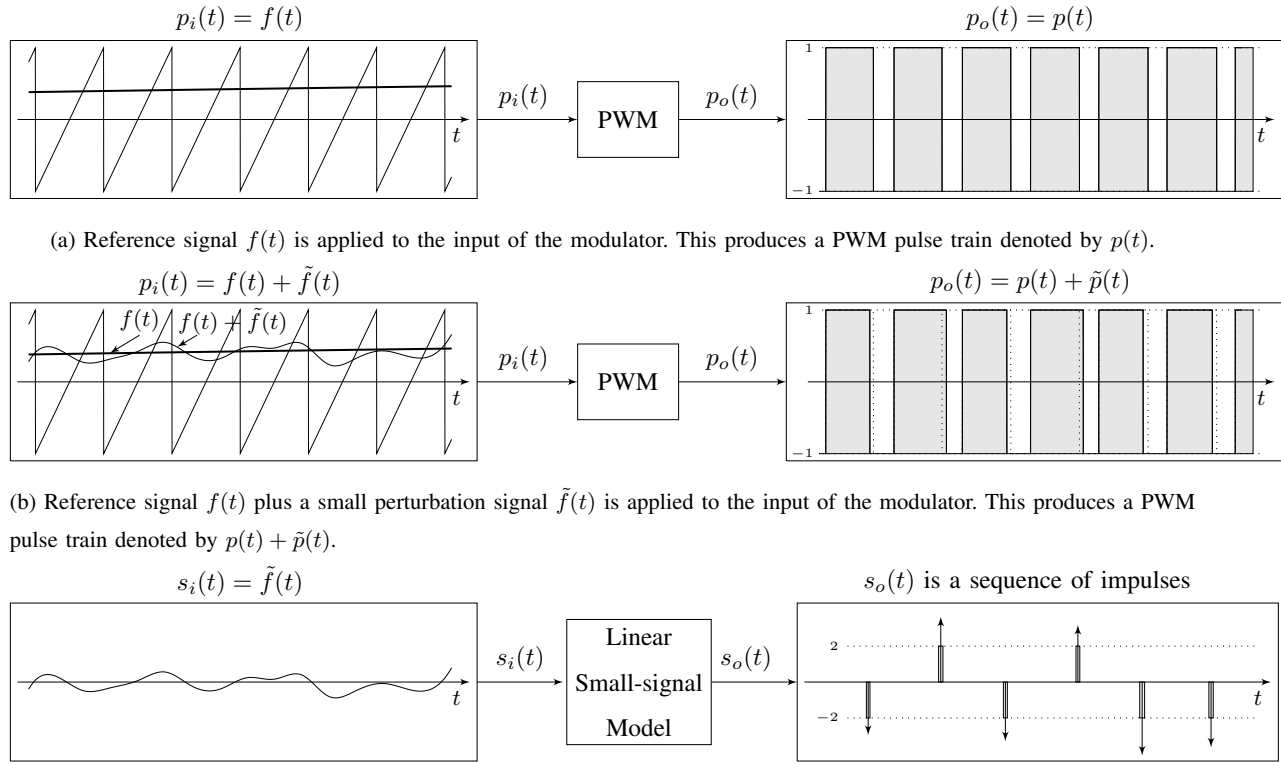 p_i(t) = f(t)
p_o(t) = p(t)
t
p_i(t)
PWM
p_o(t)
1
−1
t
(a) Reference signal f(t) is applied to the input of the modulator. This produces a PWM pulse train denoted by p(t).
p_i(t) = f(t) + f̃(t)
p_o(t) = p(t) + p̃(t)
f(t)
f(t) + f̃(t)
t
p_i(t)
PWM
p_o(t)
1
−1
t
(b) Reference signal f(t) plus a small perturbation signal f̃(t) is applied to the input of the modulator. This produces a PWM
pulse train denoted by p(t) + p̃(t).
s_i(t) = f̃(t)
s_o(t) is a sequence of impulses
t
s_i(t)
Linear
Small-signal
Model
s_o(t)
2
−2
t